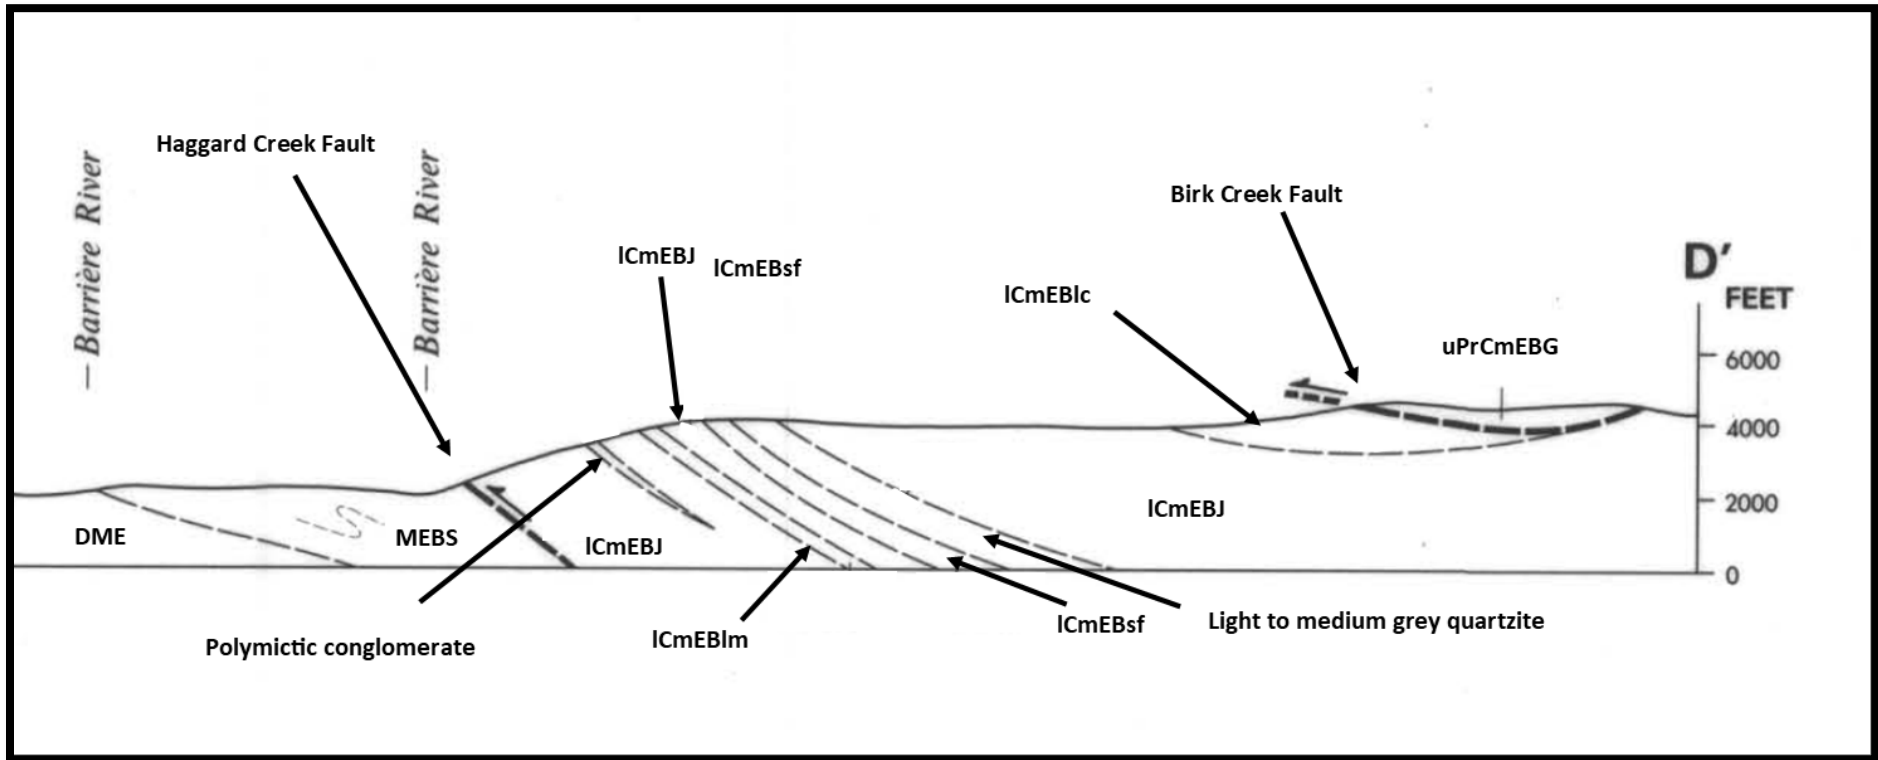 Haggard Creek Fault
— Barrière River
— Barrière River
Birk Creek Fault
lCmEBJ
lCmEBsf
lCmEBlc
D′
FEET
uPrCmEBG
6000
4000
2000
0
DME
MEBS
lCmEBJ
lCmEBJ
Polymictic conglomerate
lCmEBlm
lCmEBsf
Light to medium grey quartzite